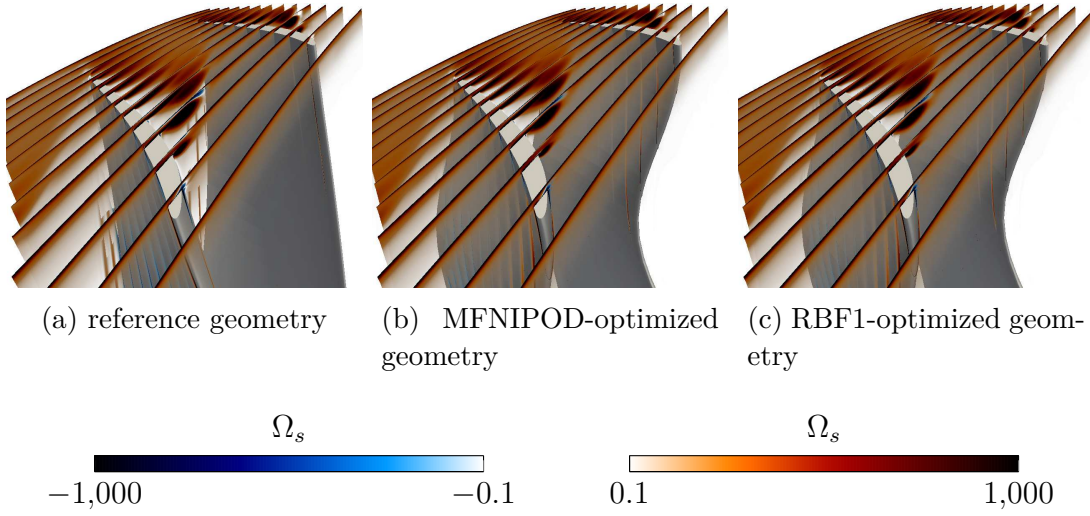 (a) reference geometry
(b) MFNIPOD-optimized
geometry
(c) RBF1-optimized geom-
etry
Ωs
−1,000
−0.1
Ωs
0.1
1,000